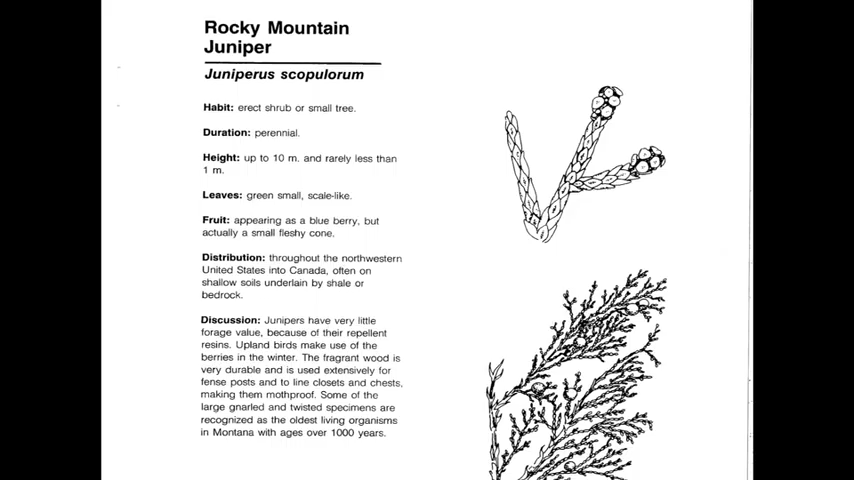 Rocky Mountain
Juniper
Juniperus scopulorum
Habit: erect shrub or small tree.
Duration: perennial.
Height: up to 10 m. and rarely less than
1 m.
Leaves: green small, scale-like.
Fruit: appearing as a blue berry, but
actually a small fleshy cone.
Distribution: throughout the northwestern
United States into Canada, often on
shallow soils underlain by shale or
bedrock.
Discussion: Junipers have very little
forage value, because of their repellent
resins. Upland birds make use of the
berries in the winter. The fragrant wood is
very durable and is used extensively for
fense posts and to line closets and chests,
making them mothproof. Some of the
large gnarled and twisted specimens are
recognized as the oldest living organisms
in Montana with ages over 1000 years.